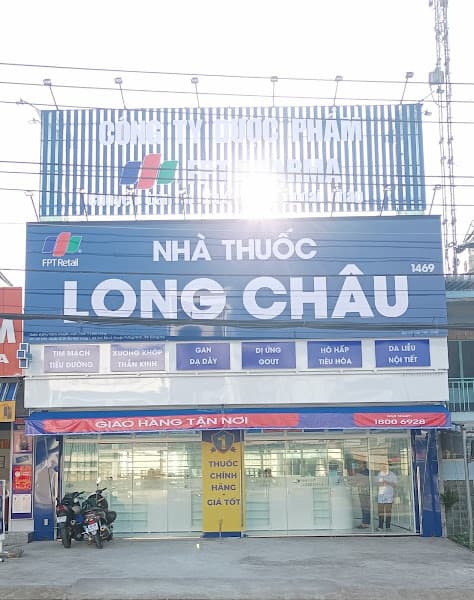 CÔNG TY DƯỢC PHẨM
FPT
PHARMA
FPT Retail
NHÀ THUỐC
1469
LONG CHÂU
TIM MẠCH
TIỂU ĐƯỜNG
XƯƠNG KHỚP
THẦN KINH
GAN
DẠ DÀY
DỊ ỨNG
GOUT
HÔ HẤP
TIÊU HÓA
DA LIỄU
NỘI TIẾT
GIAO HÀNG TẬN NƠI
1800 6928
1
THUỐC
CHÍNH
HÃNG
GIÁ TỐT